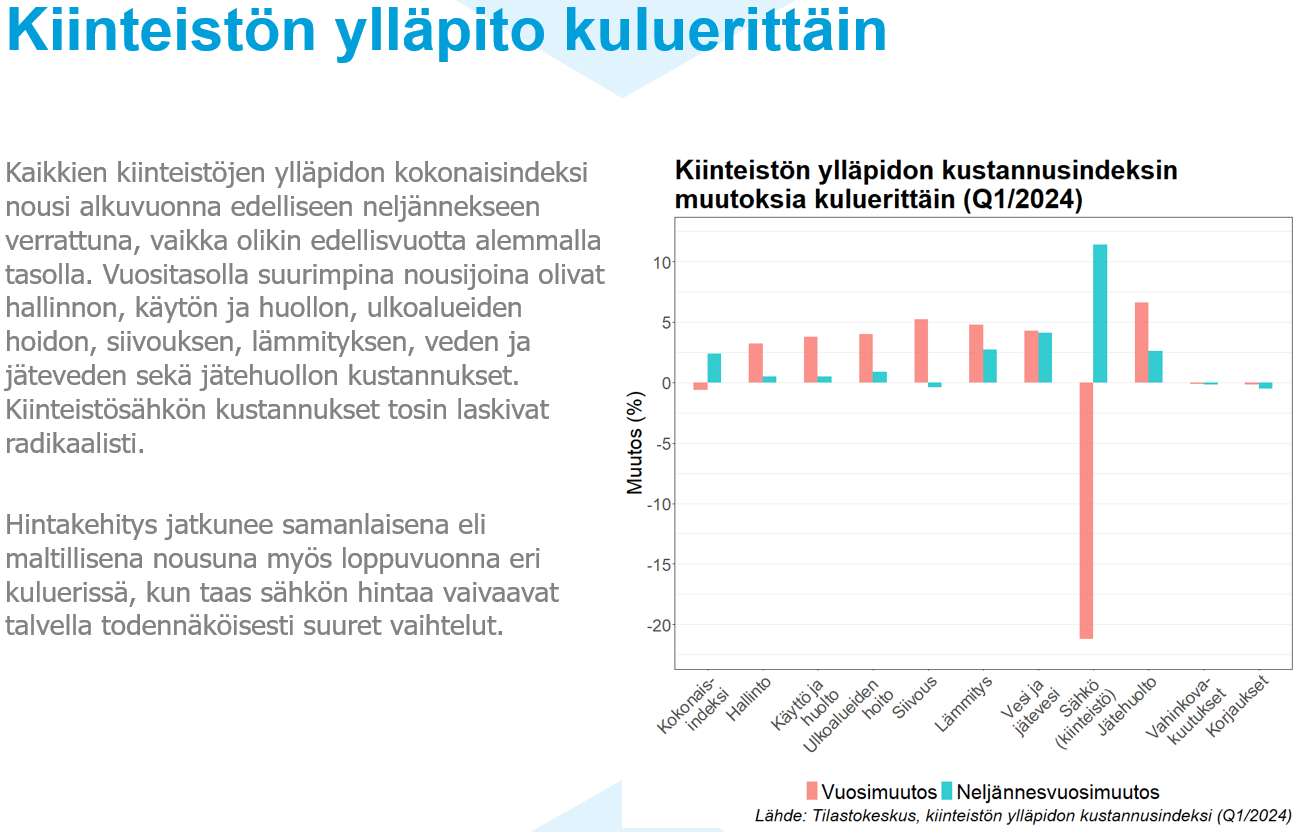 Kiinteistön ylläpito kuluerittäin
Kaikkien kiinteistöjen ylläpidon kokonaisindeksi
nousi alkuvuonna edelliseen neljännekseen
verrattuna, vaikka olikin edellisvuotta alemmalla
tasolla. Vuositasolla suurimpina nousijoina olivat
hallinnon, käytön ja huollon, ulkoalueiden
hoidon, siivouksen, lämmityksen, veden ja
jäteveden sekä jätehuollon kustannukset.
Kiinteistösähkön kustannukset tosin laskivat
radikaalisti.
Hintakehitys jatkunee samanlaisena eli
maltillisena nousuna myös loppuvuonna eri
kuluerissä, kun taas sähkön hintaa vaivaavat
talvella todennäköisesti suuret vaihtelut.
Kiinteistön ylläpidon kustannusindeksin
muutoksia kuluerittäin (Q1/2024)
Muutos (%)
10
5
0
-5
-10
-15
-20
Kokonais-
indeksi
Hallinto
Käyttö ja
huolto
Ulkoalueiden
hoito
Siivous
Lämmitys
Vesi ja
jätevesi
Sähkö
(kiinteistö)
Jätehuolto
Vahinkova-
kuutukset
Korjaukset
Vuosimuutos
Neljännesvuosimuutos
Lähde: Tilastokeskus, kiinteistön ylläpidon kustannusindeksi (Q1/2024)